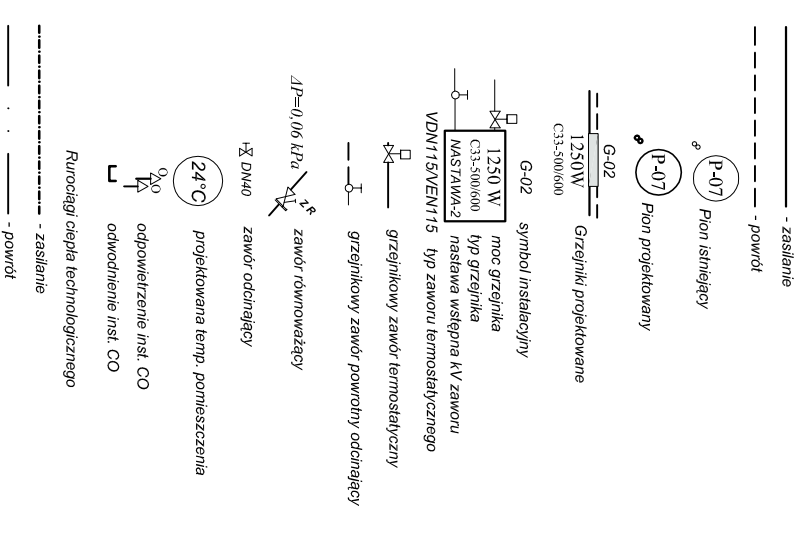 - zasilanie
- powrót
P-07
Pion istniejący
P-07
Pion projektowany
G-02
1250W
C33-500/600
Grzejniki projektowane
G-02 symbol instalacyjny
1250 W moc grzejnika
C33-500/600 typ grzejnika
NASTAWA-2 nastawa wstępna kV zaworu
VDN115/VEN115 typ zaworu termostatycznego
grzejnikowy zawór termostatyczny
grzejnikowy zawór powrotny odcinający
ΔP=0,06 kPa
ZR
zawór równoważący
DN40 zawór odcinający
24°C projektowana temp. pomieszczenia
odpowietrzenie inst. CO
odwodnienie inst. CO
Rurociągi ciepła technologicznego
- zasilanie
- powrót